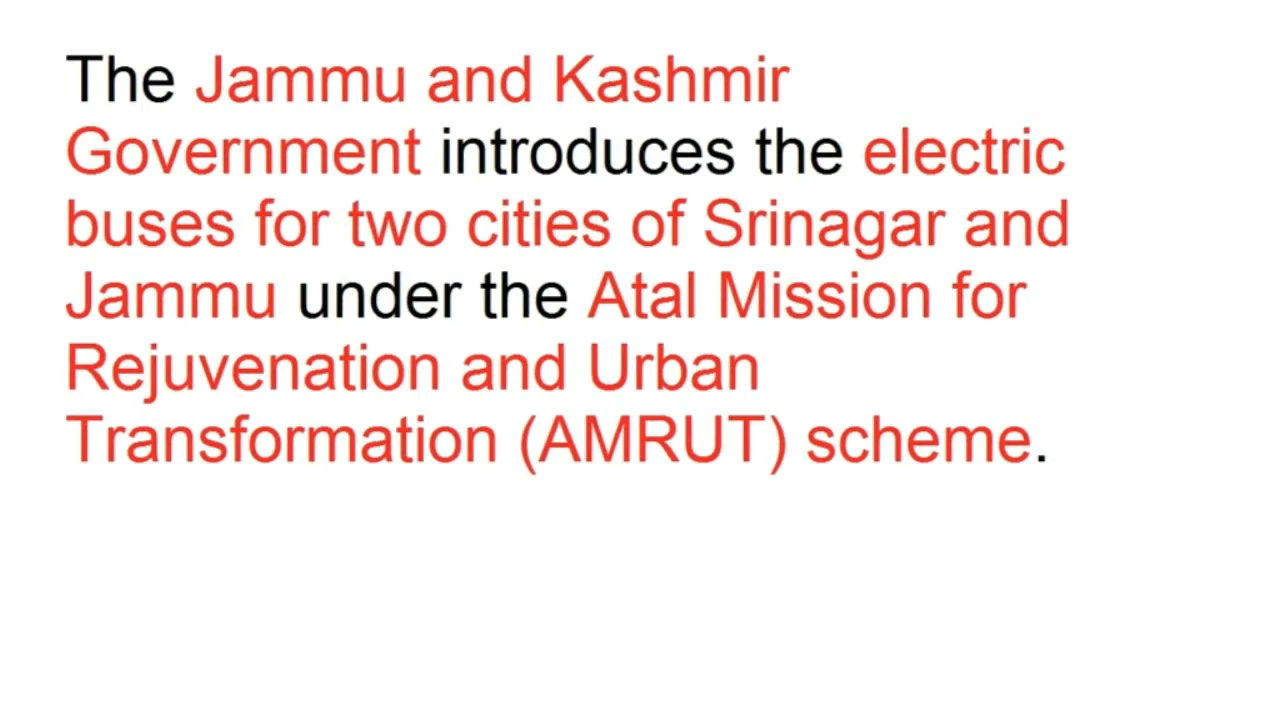 The Jammu and Kashmir
Government introduces the electric
buses for two cities of Srinagar and
Jammu under the Atal Mission for
Rejuvenation and Urban
Transformation (AMRUT) scheme.